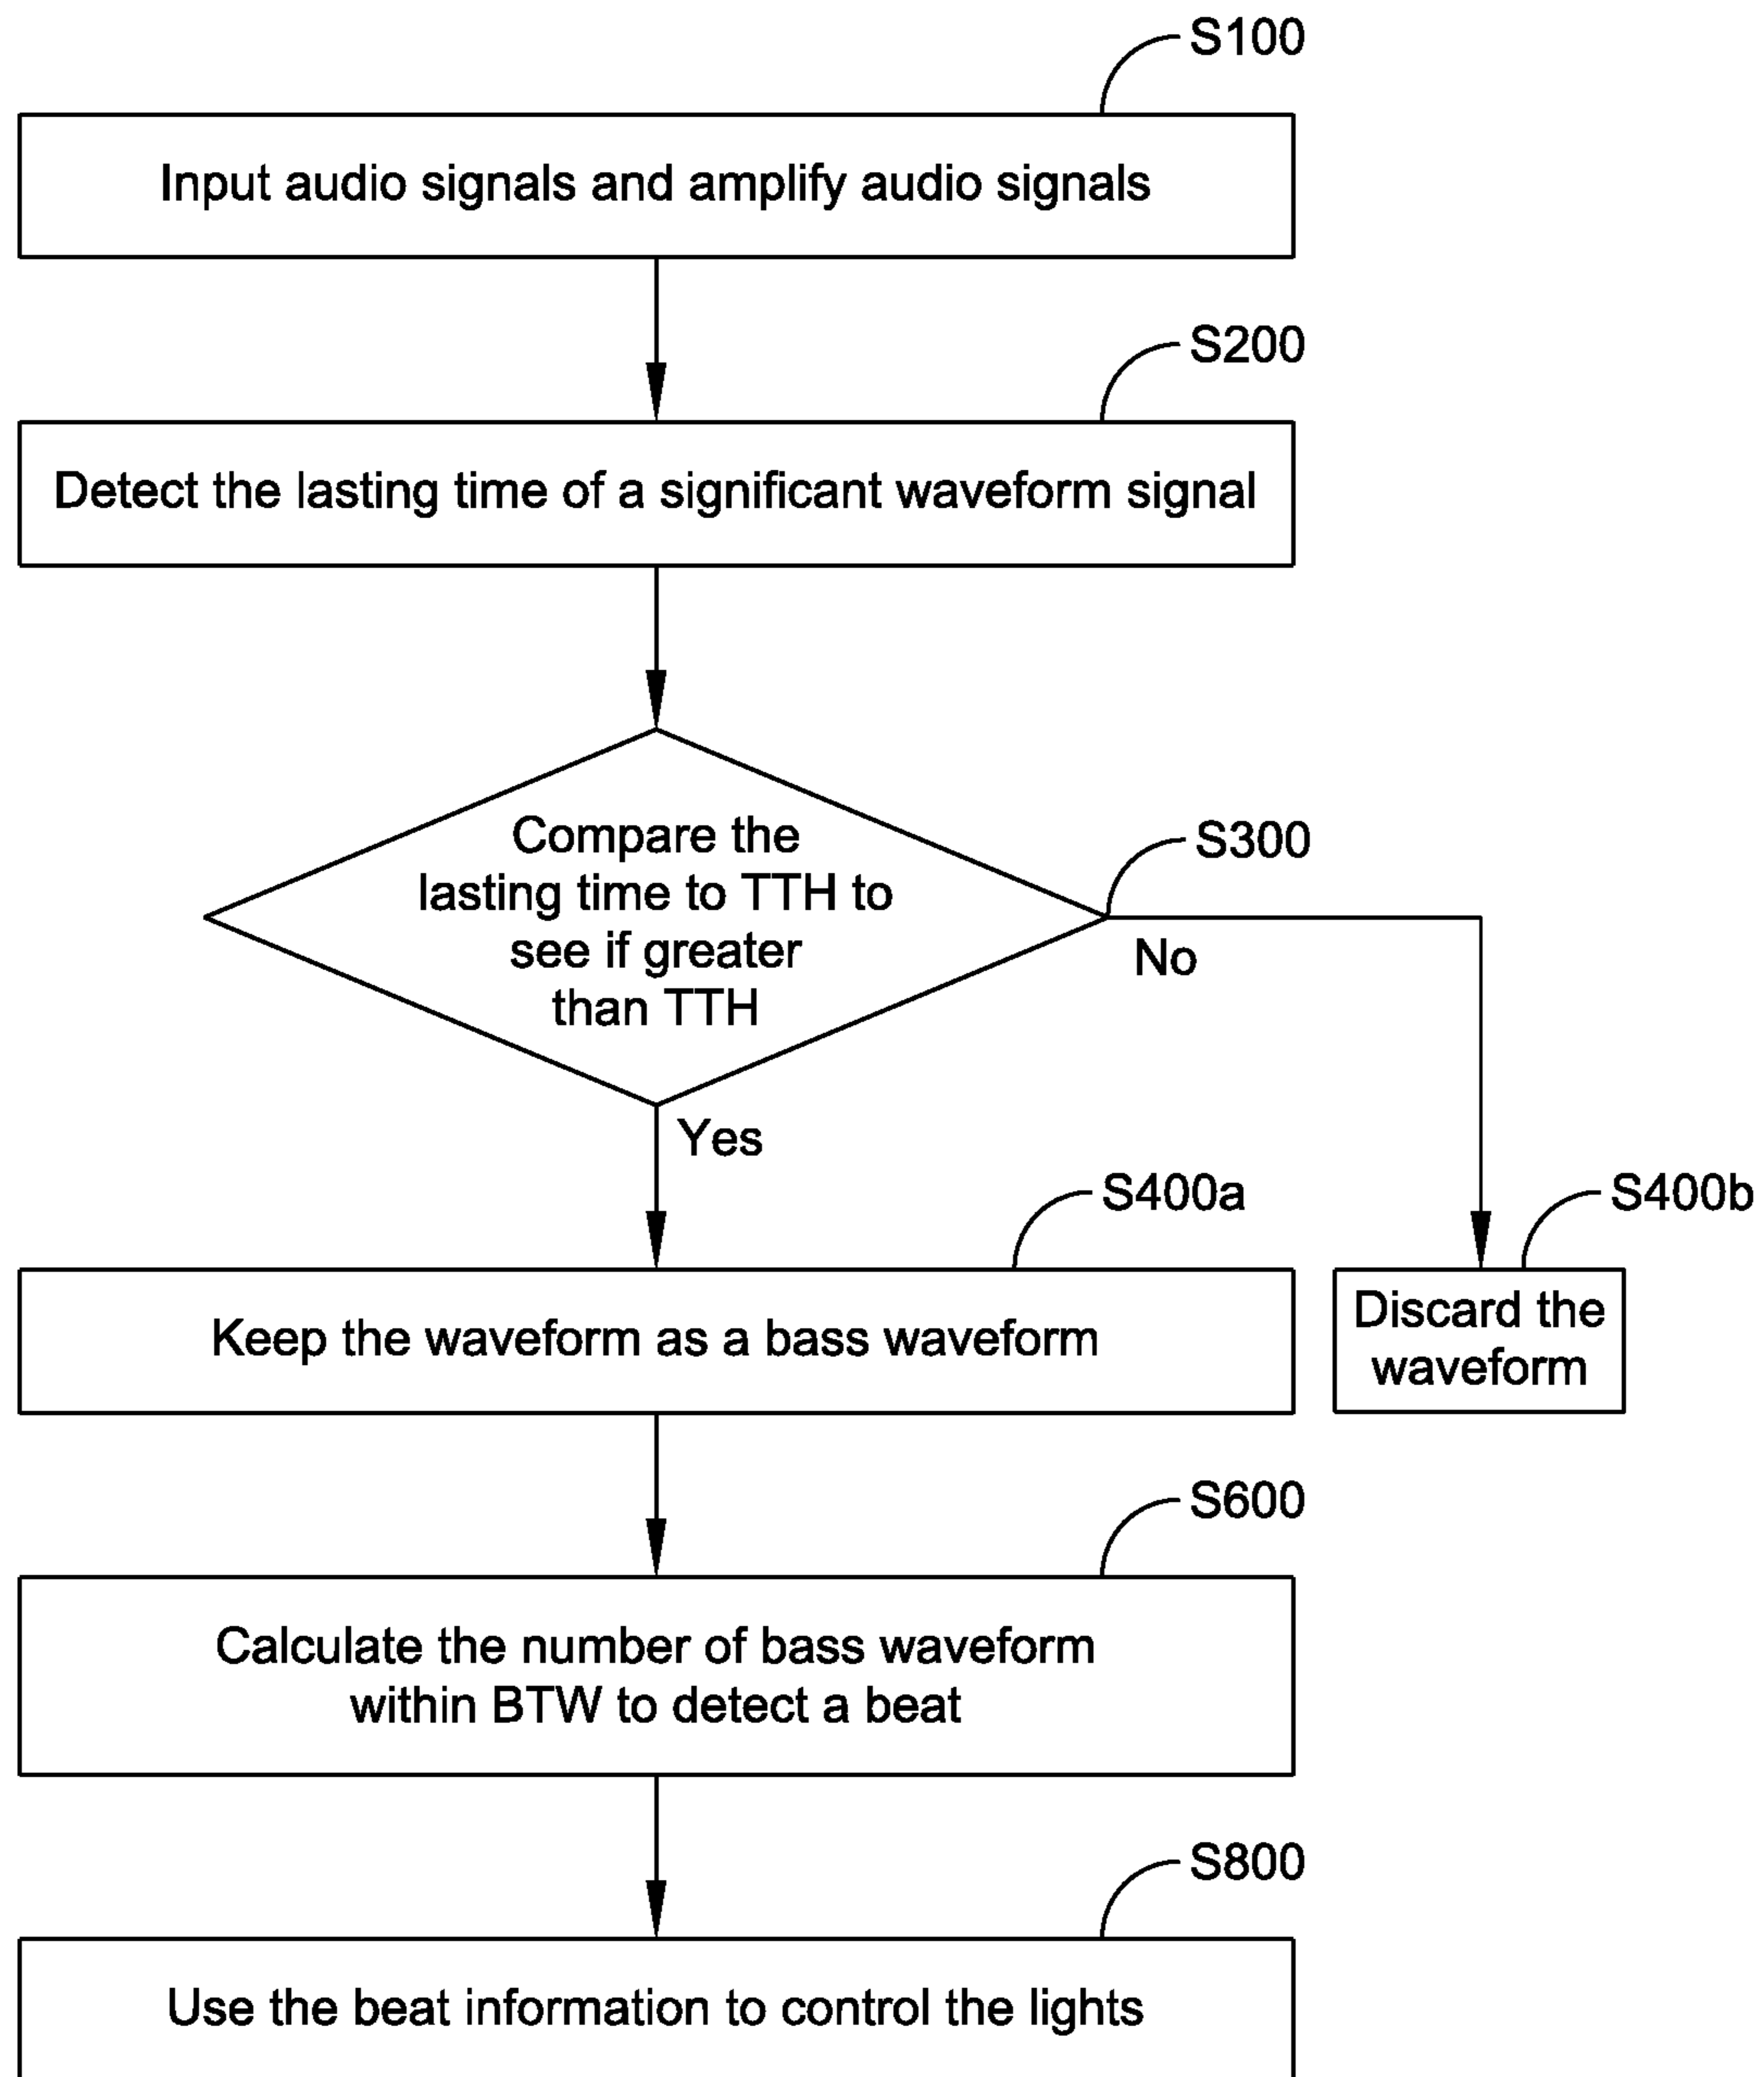 S100
Input audio signals and amplify audio signals
S200
Detect the lasting time of a significant waveform signal
S300
Compare the
lasting time to TTH to
see if greater
than TTH
No
Yes
S400a
Keep the waveform as a bass waveform
S400b
Discard the
waveform
S600
Calculate the number of bass waveform
within BTW to detect a beat
S800
Use the beat information to control the lights